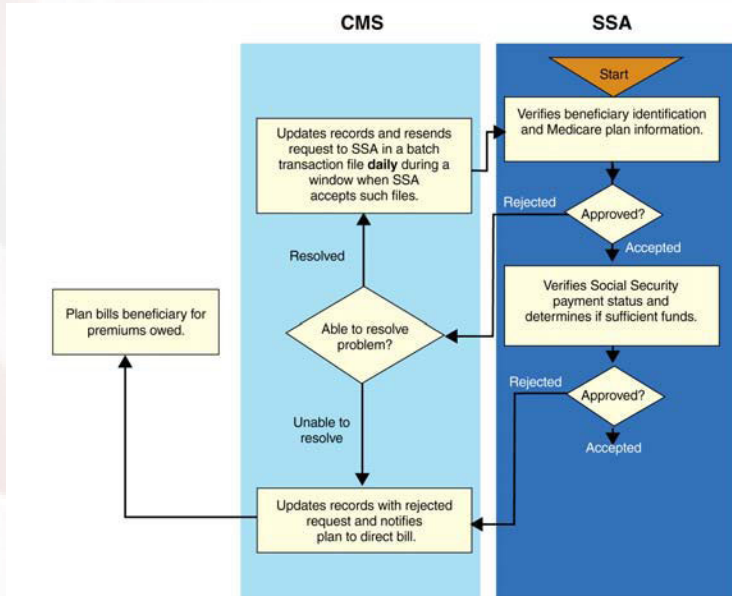 CMS
SSA
Start
Verifies beneficiary identification
and Medicare plan information.
Updates records and resends
request to SSA in a batch
transaction file daily during a
window when SSA
accepts such files.
Rejected
Approved?
Accepted
Resolved
Verifies Social Security
payment status and
determines if sufficient funds.
Plan bills beneficiary for
premiums owed.
Able to resolve
problem?
Rejected
Approved?
Accepted
Unable to
resolve
Updates records with rejected
request and notifies
plan to direct bill.